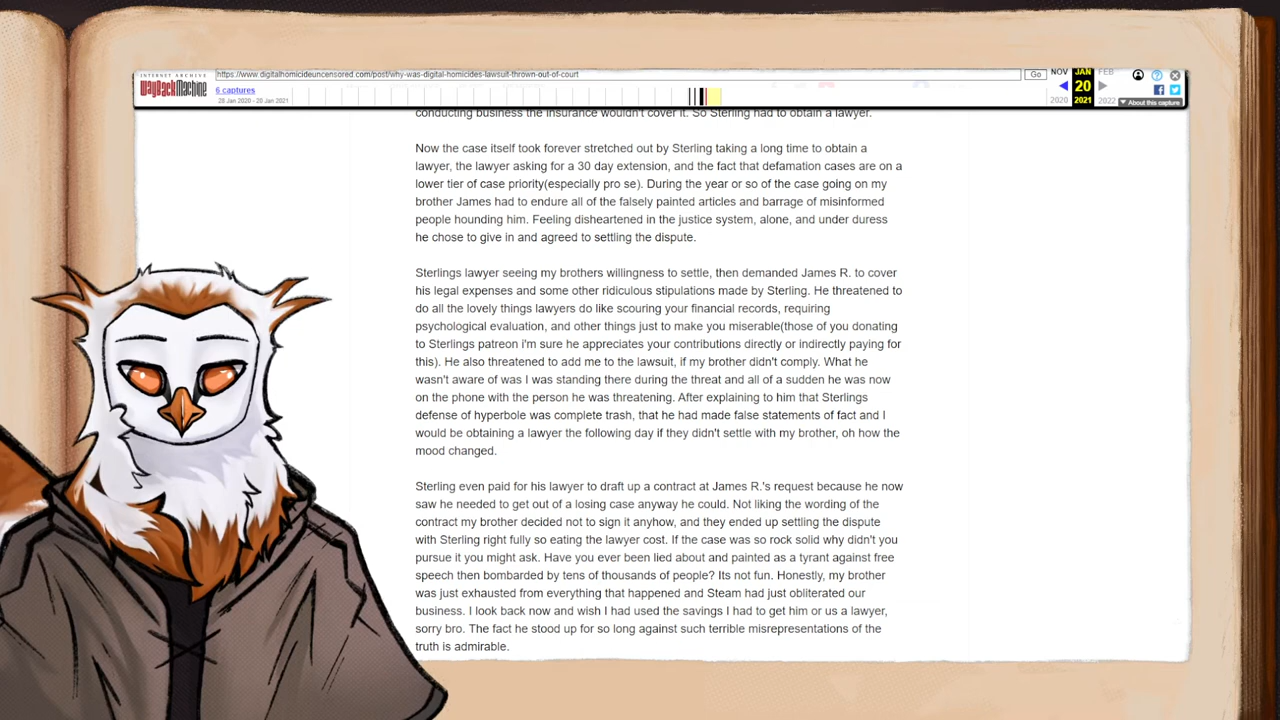 INTERNET ARCHIVE
WayBackMachine
https://www.digitalhomicideuncensored.com/post/why-was-digital-homicides-lawsuit-thrown-out-of-court
Go
NOV JAN FEB
6 captures
20
28 Jan 2020 - 20 Jan 2021
2020 2021 2022
About this capture
conducting business the insurance wouldn't cover it. So Sterling had to obtain a lawyer.
Now the case itself took forever stretched out by Sterling taking a long time to obtain a
lawyer, the lawyer asking for a 30 day extension, and the fact that defamation cases are on a
lower tier of case priority(especially pro se). During the year or so of the case going on my
brother James had to endure all of the falsely painted articles and barrage of misinformed
people hounding him. Feeling disheartened in the justice system, alone, and under duress
he chose to give in and agreed to settling the dispute.
Sterlings lawyer seeing my brothers willingness to settle, then demanded James R. to cover
his legal expenses and some other ridiculous stipulations made by Sterling. He threatened to
do all the lovely things lawyers do like scouring your financial records, requiring
psychological evaluation, and other things just to make you miserable(those of you donating
to Sterlings patreon i'm sure he appreciates your contributions directly or indirectly paying for
this). He also threatened to add me to the lawsuit, if my brother didn't comply. What he
wasn't aware of was I was standing there during the threat and all of a sudden he was now
on the phone with the person he was threatening. After explaining to him that Sterlings
defense of hyperbole was complete trash, that he had made false statements of fact and I
would be obtaining a lawyer the following day if they didn't settle with my brother, oh how the
mood changed.
Sterling even paid for his lawyer to draft up a contract at James R.'s request because he now
saw he needed to get out of a losing case anyway he could. Not liking the wording of the
contract my brother decided not to sign it anyhow, and they ended up settling the dispute
with Sterling right fully so eating the lawyer cost. If the case was so rock solid why didn't you
pursue it you might ask. Have you ever been lied about and painted as a tyrant against free
speech then bombarded by tens of thousands of people? Its not fun. Honestly, my brother
was just exhausted from everything that happened and Steam had just obliterated our
business. I look back now and wish I had used the savings I had to get him or us a lawyer,
sorry bro. The fact he stood up for so long against such terrible misrepresentations of the
truth is admirable.